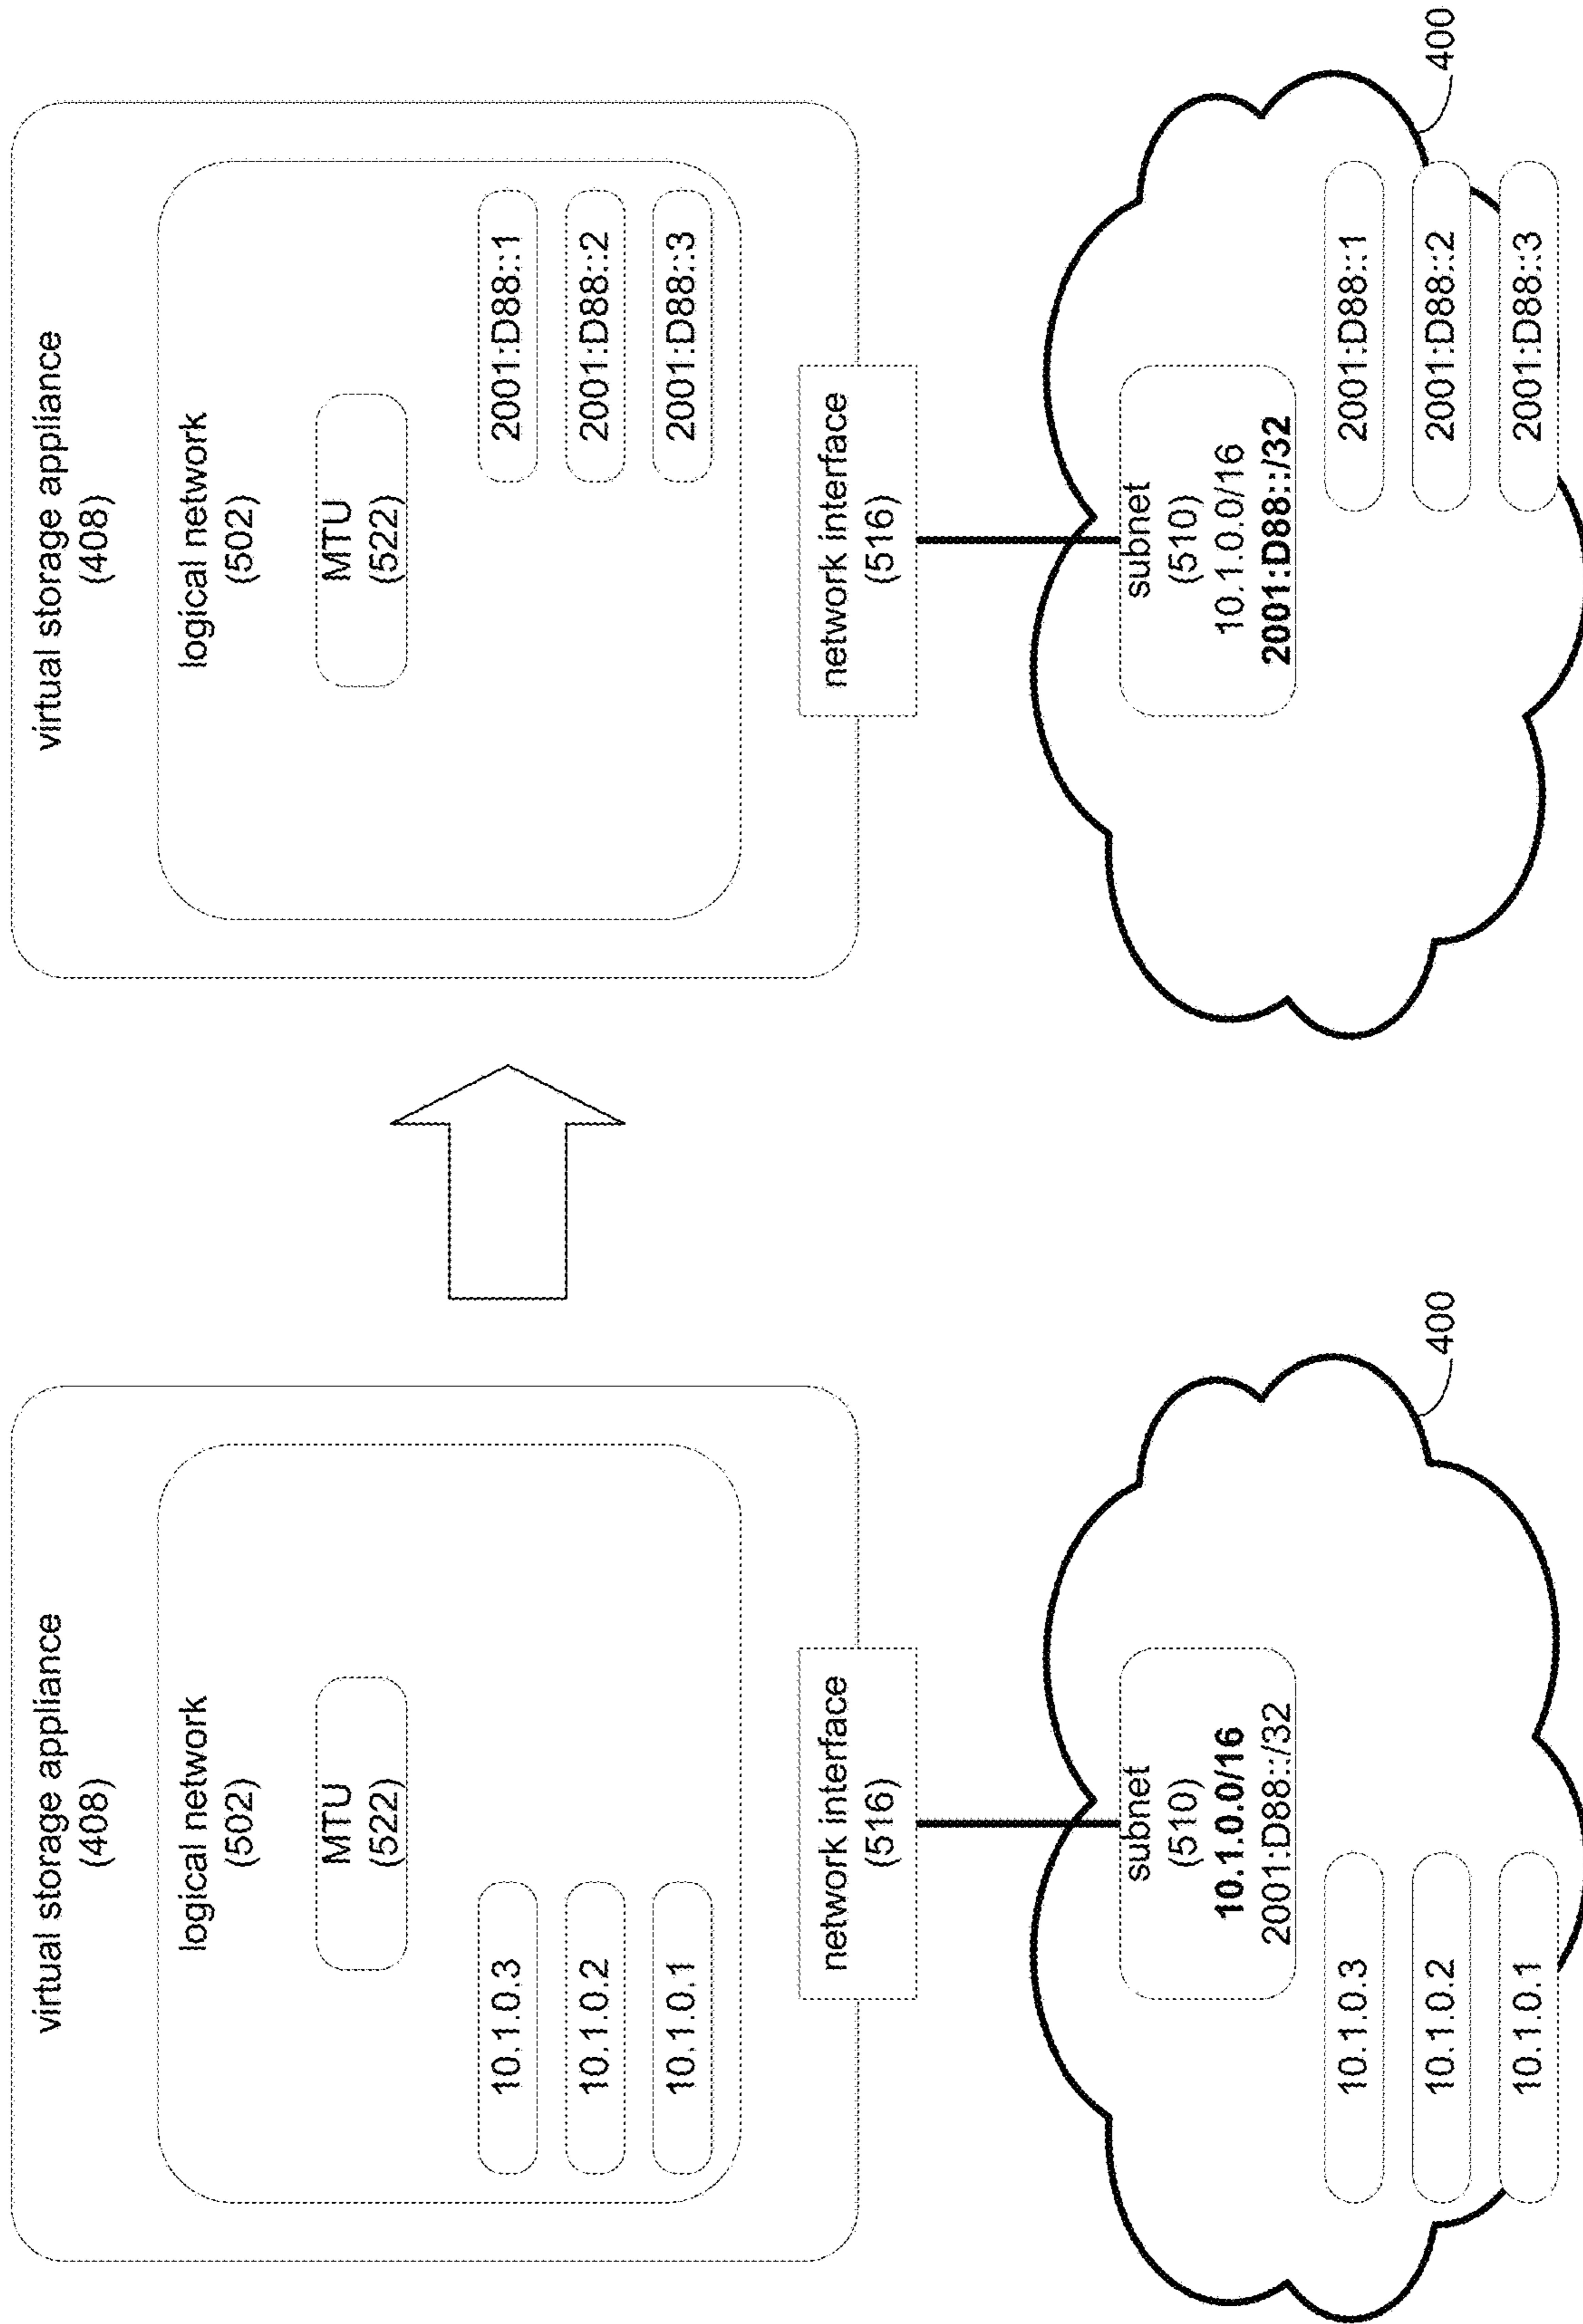 virtual storage appliance
(408)
logical network
(502)
MTU
(522)
10.1.0.3
10.1.0.2
10.1.0.1
network interface
(516)
subnet
(510)
10.1.0.0/16
2001:D88::/32
10.1.0.3
10.1.0.2
10.1.0.1
400
virtual storage appliance
(408)
logical network
(502)
MTU
(522)
2001:D88::1
2001:D88::2
2001:D88::3
network interface
(516)
subnet
(510)
10.1.0.0/16
2001:D88::/32
2001:D88::1
2001:D88::2
2001:D88::3
400